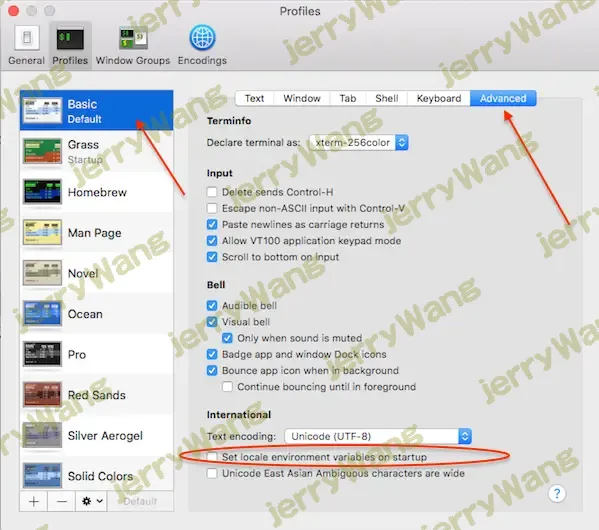 Profiles
General
Profiles
Window Groups
Encodings
Basic
Default
Grass
Startup
Homebrew
Man Page
Novel
Ocean
Pro
Red Sands
Silver Aerogel
Solid Colors
Default
Text
Window
Tab
Shell
Keyboard
Advanced
Terminfo
Declare terminal as: xterm-256color
Input
Delete sends Control-H
Escape non-ASCII input with Control-V
Paste newlines as carriage returns
Allow VT100 application keypad mode
Scroll to bottom on input
Bell
Audible bell
Visual bell
Only when sound is muted
Badge app and window Dock icons
Bounce app icon when in background
Continue bouncing until in foreground
International
Text encoding: Unicode (UTF-8)
Set locale environment variables on startup
Unicode East Asian Ambiguous characters are wide
?
jerryWang
jerryWang
jerryWang
jerryWang
jerryWang
jerryWang
jerryWang
jerryWang
jerryWang